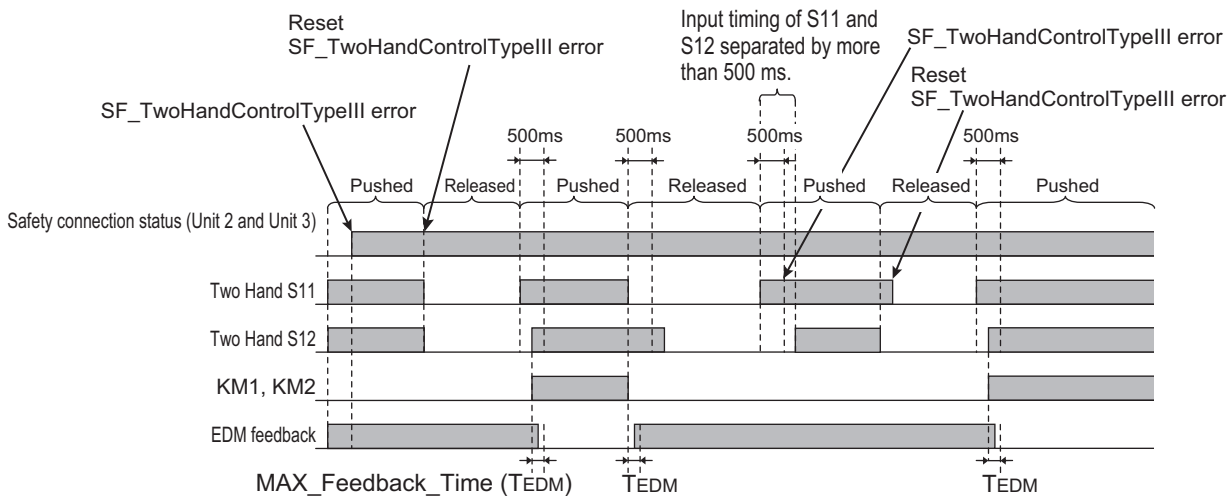 Reset
SF_TwoHandControlTypeIII error
Input timing of S11 and
S12 separated by more
than 500 ms.
SF_TwoHandControlTypeIII error
Reset
SF_TwoHandControlTypeIII error
SF_TwoHandControlTypeIII error
500ms
500ms
500ms
500ms
Pushed
Released
Pushed
Released
Pushed
Released
Pushed
Safety connection status (Unit 2 and Unit 3)
Two Hand S11
Two Hand S12
KM1, KM2
EDM feedback
MAX_Feedback_Time (TEDM)
TEDM
TEDM